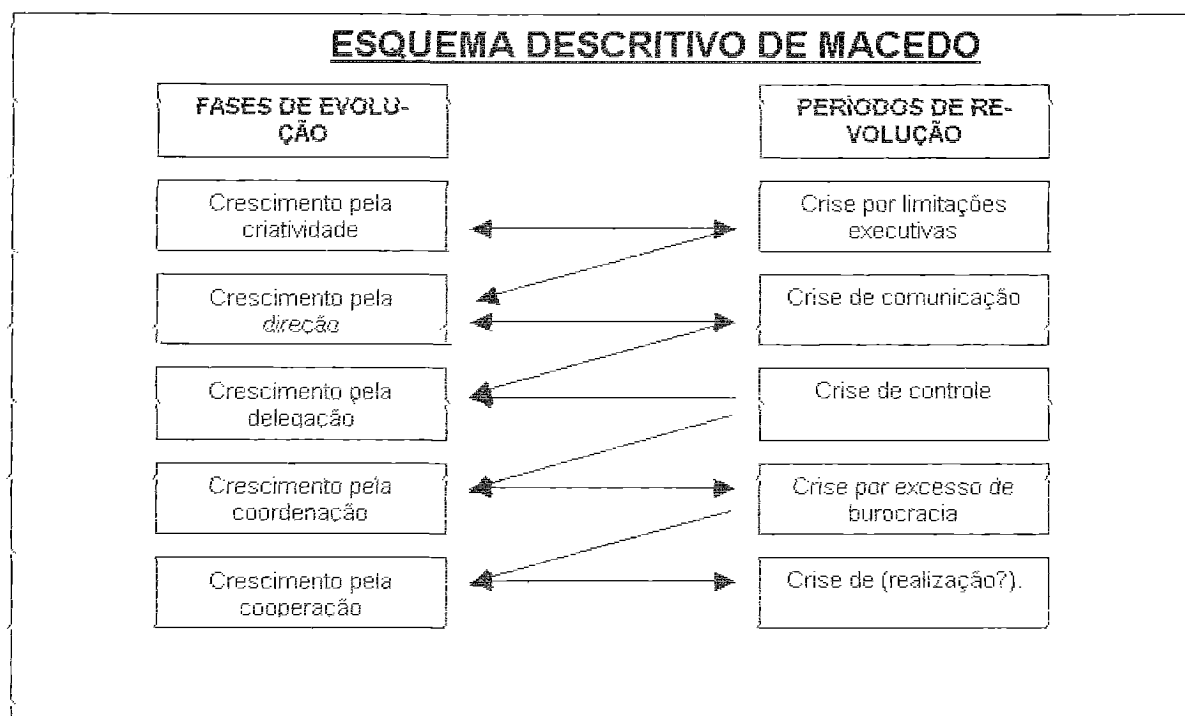 ESQUEMA DESCRITIVO DE MACEDO
FASES DE EVOLU-
ÇÃO
PERÍODOS DE RE-
VOLUÇÃO
Crescimento pela
criatividade
Crise por limitações
executivas
Crescimento pela
direção
Crise de comunicação
Crescimento pela
delegação
Crise de controle
Crescimento pela
coordenação
Crise por excesso de
burocracia
Crescimento pela
cooperação
Crise de (realização?).